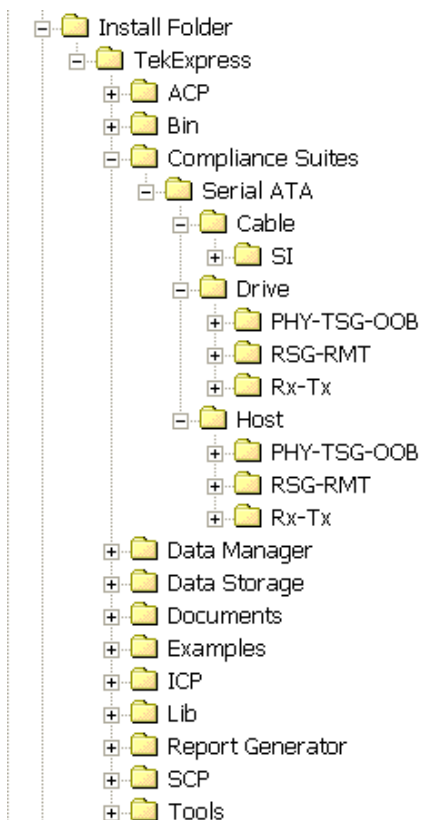 Install Folder
TekExpress
ACP
Bin
Compliance Suites
Serial ATA
Cable
SI
Drive
PHY-TSG-OOB
RSG-RMT
Rx-Tx
Host
PHY-TSG-OOB
RSG-RMT
Rx-Tx
Data Manager
Data Storage
Documents
Examples
ICP
Lib
Report Generator
SCP
Tools